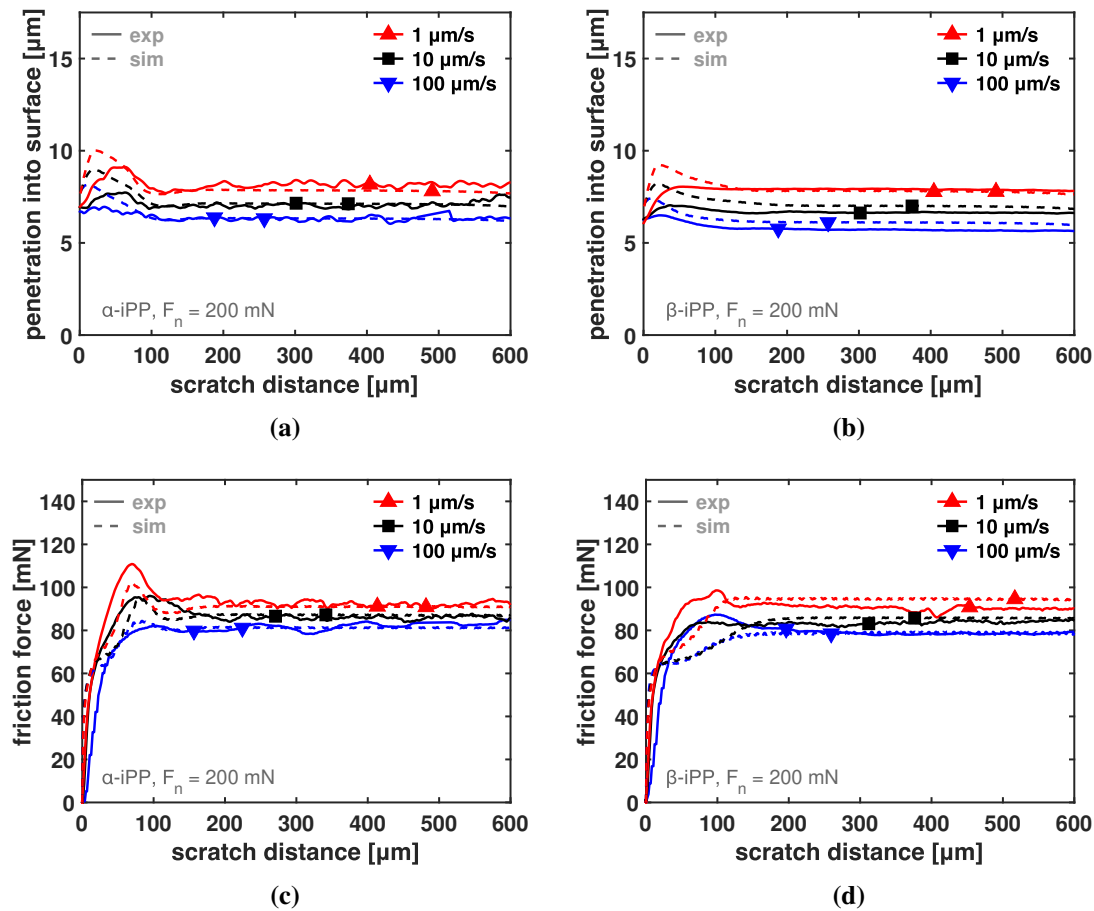 penetration into surface [µm]
15
10
5
0
exp
sim
1 µm/s
10 µm/s
100 µm/s
α-iPP, Fn = 200 mN
0 100 200 300 400 500 600
scratch distance [µm]
(a)
penetration into surface [µm]
15
10
5
0
exp
sim
1 µm/s
10 µm/s
100 µm/s
β-iPP, Fn = 200 mN
0 100 200 300 400 500 600
scratch distance [µm]
(b)
friction force [mN]
140
120
100
80
60
40
20
0
exp
sim
1 µm/s
10 µm/s
100 µm/s
α-iPP, Fn = 200 mN
0 100 200 300 400 500 600
scratch distance [µm]
(c)
friction force [mN]
140
120
100
80
60
40
20
0
exp
sim
1 µm/s
10 µm/s
100 µm/s
β-iPP, Fn = 200 mN
0 100 200 300 400 500 600
scratch distance [µm]
(d)